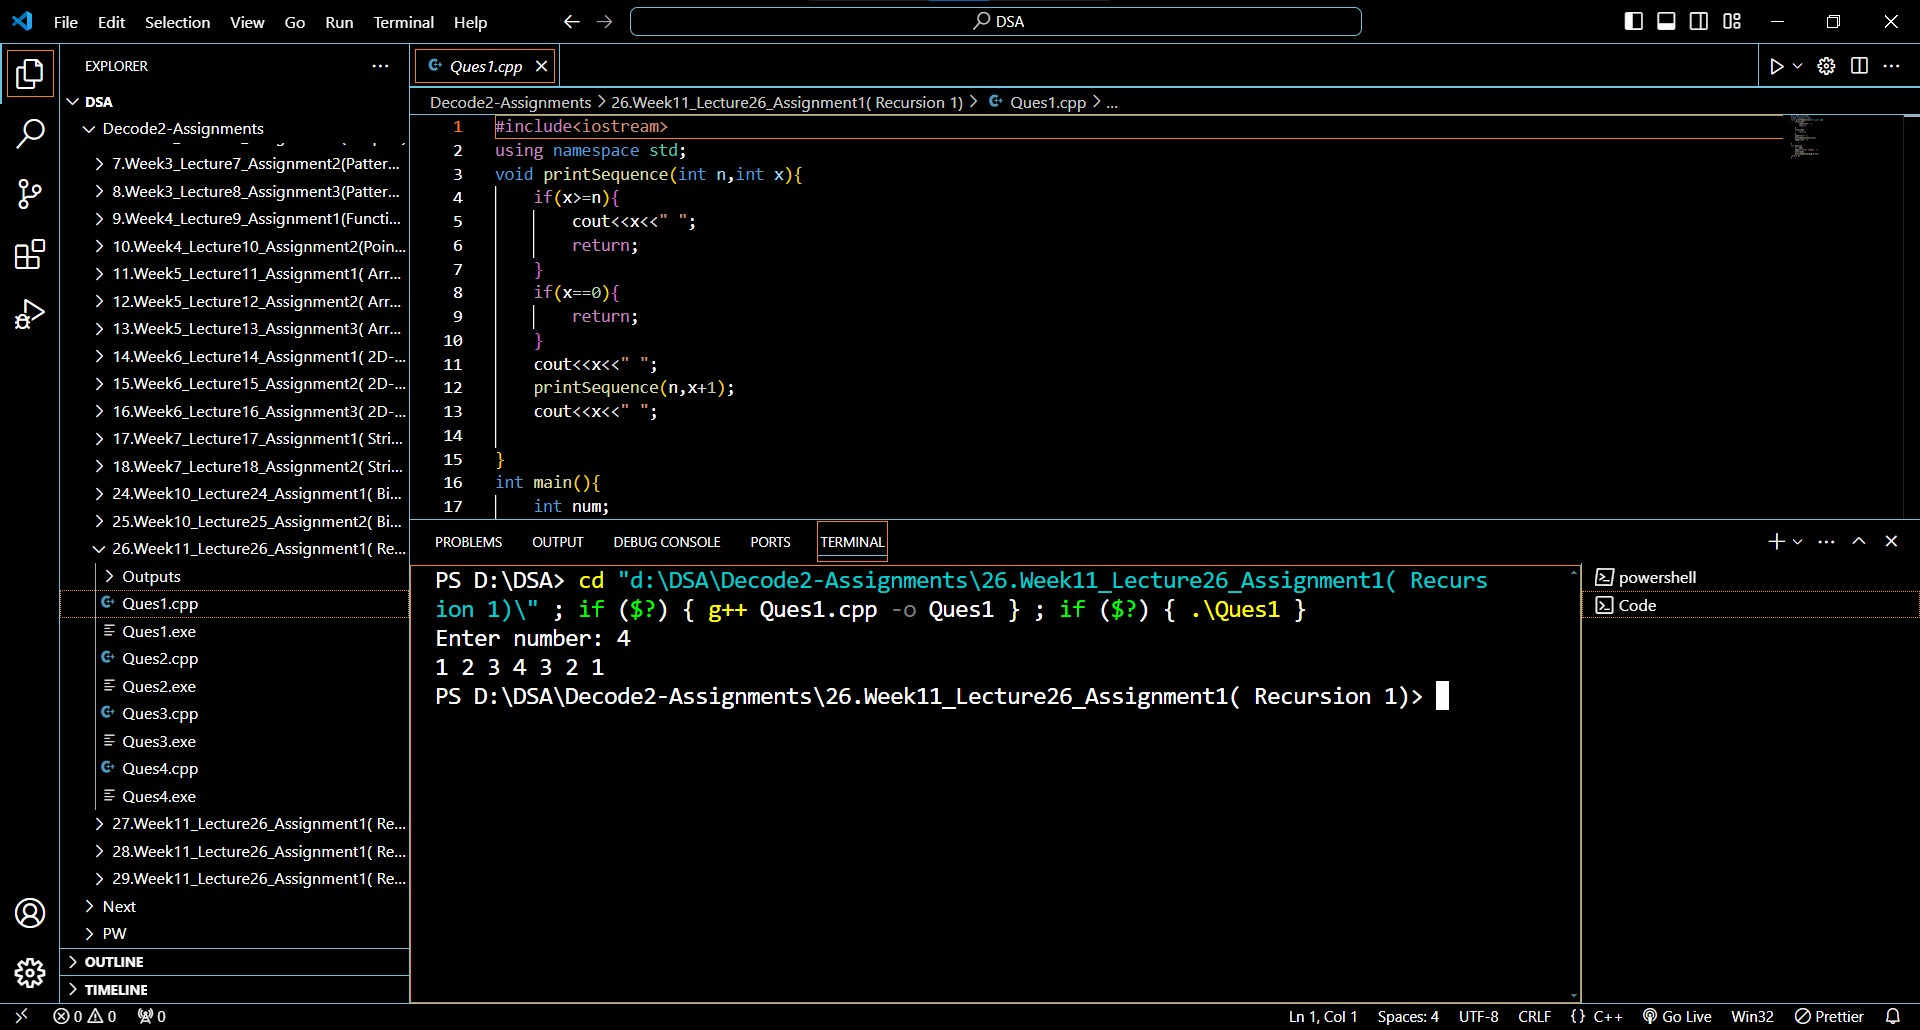 File Edit Selection View Go Run Terminal Help
DSA
EXPLORER
DSA
Decode2-Assignments
7.Week3_Lecture7_Assignment2(Patter...
8.Week3_Lecture8_Assignment3(Patter...
9.Week4_Lecture9_Assignment1(Functi...
10.Week4_Lecture10_Assignment2(Poin...
11.Week5_Lecture11_Assignment1( Arr...
12.Week5_Lecture12_Assignment2( Arr...
13.Week5_Lecture13_Assignment3( Arr...
14.Week6_Lecture14_Assignment1( 2D-...
15.Week6_Lecture15_Assignment2( 2D-...
16.Week6_Lecture16_Assignment3( 2D-...
17.Week7_Lecture17_Assignment1( Stri...
18.Week7_Lecture18_Assignment2( Stri...
24.Week10_Lecture24_Assignment1( Bi...
25.Week10_Lecture25_Assignment2( Bi...
26.Week11_Lecture26_Assignment1( Re...
Outputs
Ques1.cpp
Ques1.exe
Ques2.cpp
Ques2.exe
Ques3.cpp
Ques3.exe
Ques4.cpp
Ques4.exe
27.Week11_Lecture26_Assignment1( Re...
28.Week11_Lecture26_Assignment1( Re...
29.Week11_Lecture26_Assignment1( Re...
Next
PW
OUTLINE
TIMELINE
Ques1.cpp
Decode2-Assignments > 26.Week11_Lecture26_Assignment1( Recursion 1) > Ques1.cpp > ...
1 #include<iostream>
2 using namespace std;
3 void printSequence(int n,int x){
4 if(x>=n){
5 cout<<x<<" ";
6 return;
7 }
8 if(x==0){
9 return;
10 }
11 cout<<x<<" ";
12 printSequence(n,x+1);
13 cout<<x<<" ";
14
15 }
16 int main(){
17 int num;
PROBLEMS OUTPUT DEBUG CONSOLE PORTS TERMINAL
PS D:\DSA> cd "d:\DSA\Decode2-Assignments\26.Week11_Lecture26_Assignment1( Recurs
ion 1)\" ; if ($?) { g++ Ques1.cpp -o Ques1 } ; if ($?) { .\Ques1 }
Enter number: 4
1 2 3 4 3 2 1
PS D:\DSA\Decode2-Assignments\26.Week11_Lecture26_Assignment1( Recursion 1)>
powershell
Code
0 0 0 Ln 1, Col 1 Spaces: 4 UTF-8 CRLF {} C++ Go Live Win32 Prettier